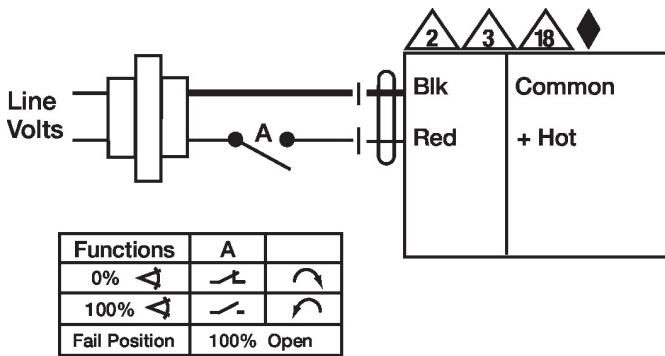 2 3 18
Line
Volts
Blk Common
A
Red + Hot
Functions A
0%
100%
Fail Position 100% Open